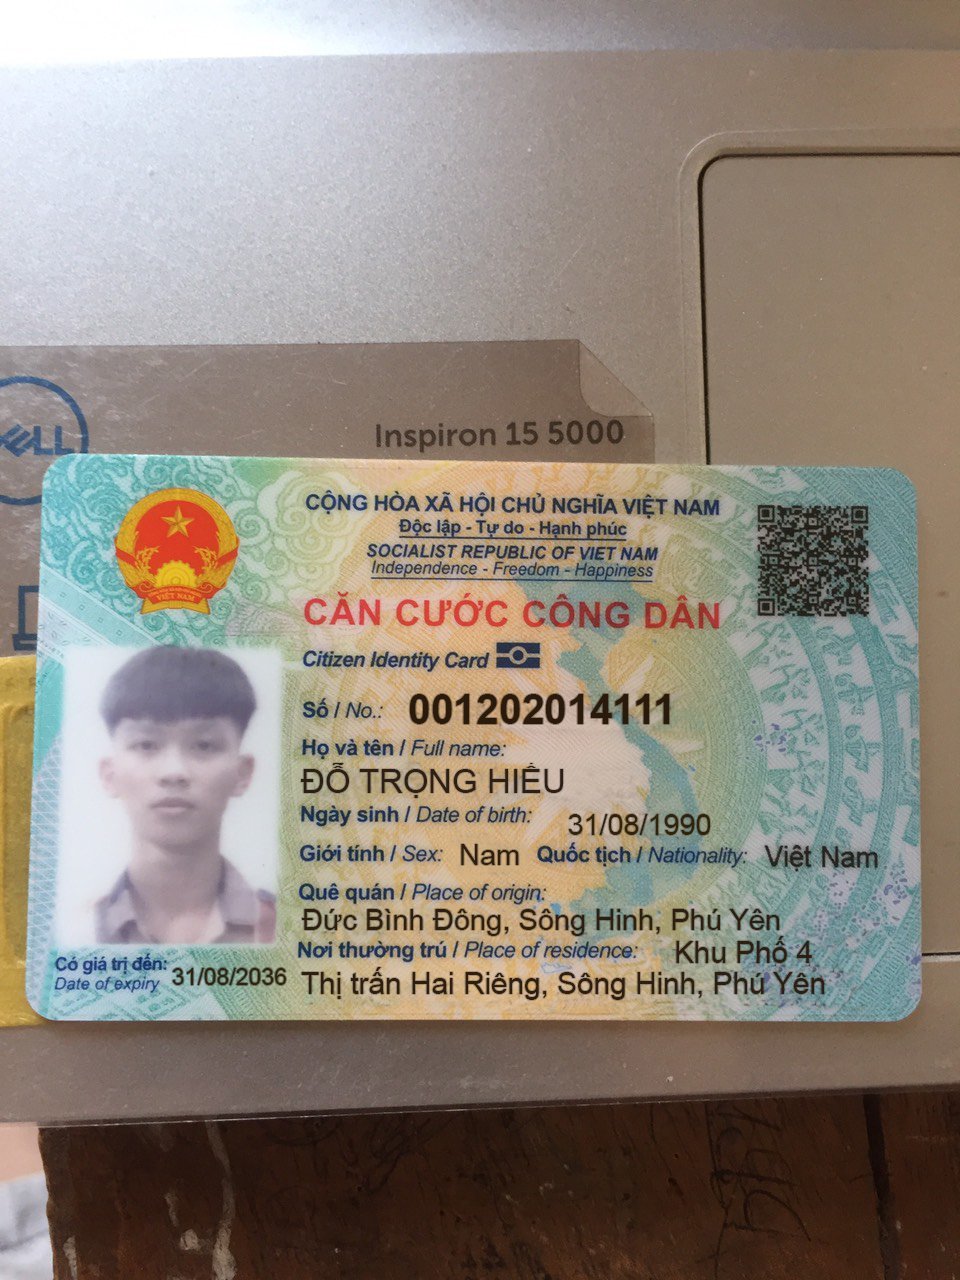 DELL
Inspiron 15 5000
CỘNG HÒA XÃ HỘI CHỦ NGHĨA VIỆT NAM
Độc lập - Tự do - Hạnh phúc
SOCIALIST REPUBLIC OF VIET NAM
Independence - Freedom - Happiness
CĂN CƯỚC CÔNG DÂN
Citizen Identity Card
VIỆT NAM
Số / No.: 001202014111
Họ và tên / Full name:
ĐỖ TRỌNG HIẾU
Ngày sinh / Date of birth: 31/08/1990
Giới tính / Sex: Nam Quốc tịch / Nationality: Việt Nam
Quê quán / Place of origin:
Đức Bình Đông, Sông Hinh, Phú Yên
Nơi thường trú / Place of residence: Khu Phố 4
Thị trấn Hai Riêng, Sông Hinh, Phú Yên
Có giá trị đến: 31/08/2036
Date of expiry